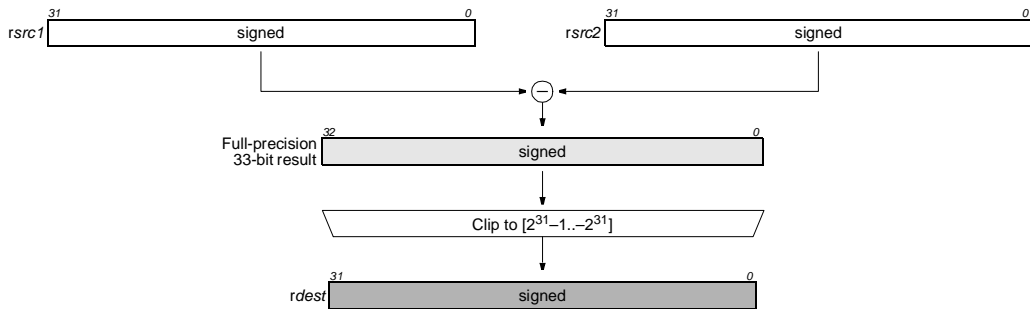 31 0 31 0
rsrc1 signed rsrc2 signed
−
32 0
Full-precision
33-bit result signed
Clip to [2³¹–1..–2³¹]
31 0
rdest signed